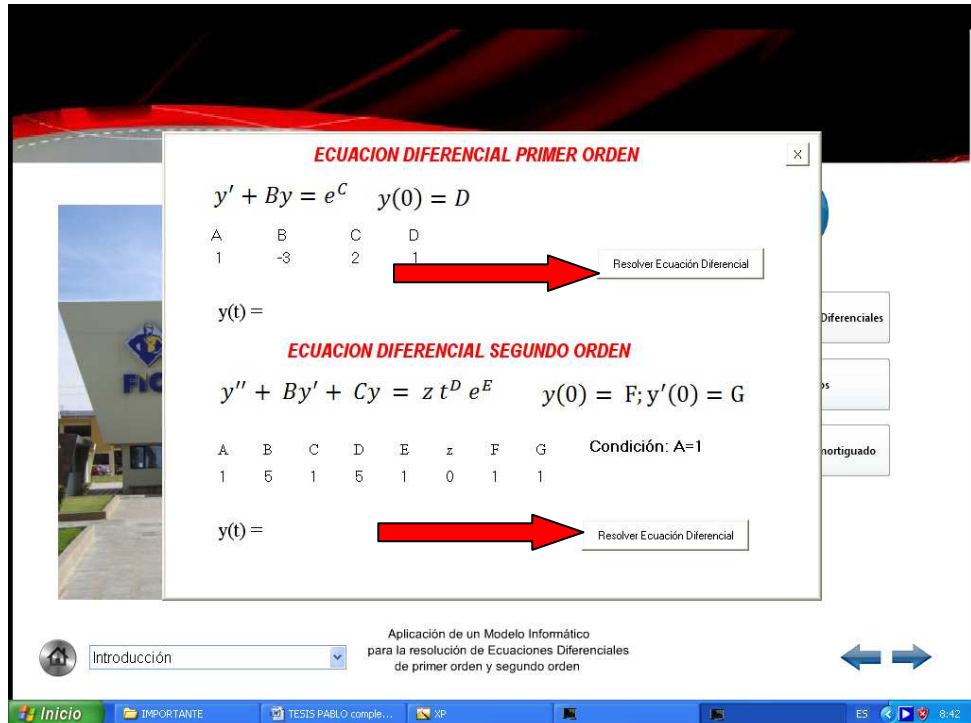 ECUACION DIFERENCIAL PRIMER ORDEN
X
y′ + By = e^C y(0) = D
A B C D
1 -3 2 1
Resolver Ecuación Diferencial
y(t) =
ECUACION DIFERENCIAL SEGUNDO ORDEN
y′′ + By′ + Cy = z t^D e^E y(0) = F; y′(0) = G
A B C D E z F G Condición: A=1
1 5 1 5 1 0 1 1
y(t) =
Resolver Ecuación Diferencial
Diferenciales
os
nortiguado
Aplicación de un Modelo Informático
para la resolución de Ecuaciones Diferenciales
de primer orden y segundo orden
Introducción
Inicio IMPORTANTE TESIS PABLO comple... XP ES 8:42